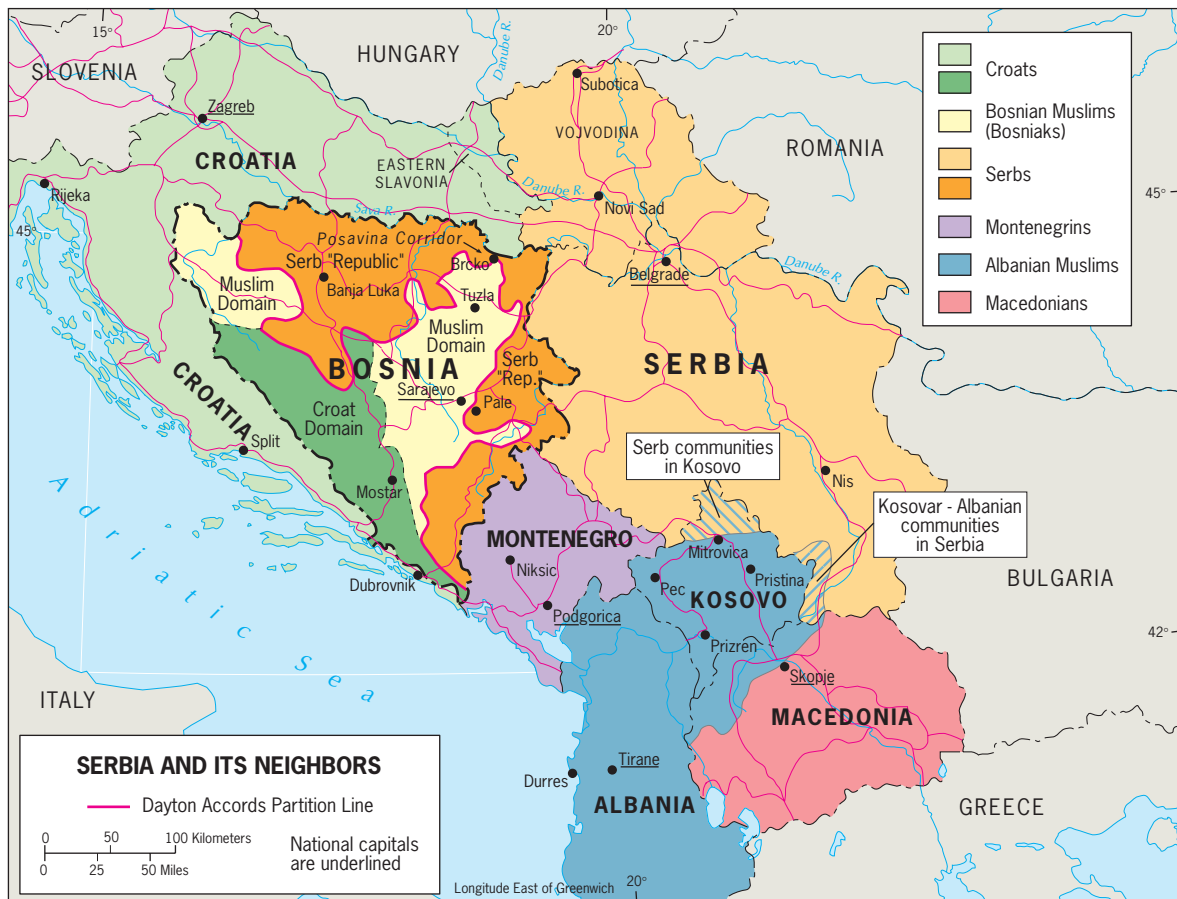 15°
20°
HUNGARY
SLOVENIA
Danube R.
Subotica
Zagreb
VOJVODINA
ROMANIA
CROATIA
EASTERN
SLAVONIA
Rijeka
Danube R.
Novi Sad
45°
45°
Sava R.
Posavina Corridor
Serb "Republic"
Brcko
Belgrade
Danube R.
Muslim
Domain
Banja Luka
Tuzla
Muslim
Domain
BOSNIA
Serb
"Rep."
SERBIA
CROATIA
Sarajevo
Pale
Croat
Domain
Split
Serb communities
in Kosovo
Nis
Mostar
Kosovar - Albanian
communities
in Serbia
Adriatic Sea
MONTENEGRO
Mitrovica
Niksic
Dubrovnik
Pec
Pristina
KOSOVO
BULGARIA
Podgorica
Prizren
42°
Skopje
ITALY
MACEDONIA
Tirane
Durres
ALBANIA
GREECE
Longitude East of Greenwich
20°
Croats
Bosnian Muslims
(Bosniaks)
Serbs
Montenegrins
Albanian Muslims
Macedonians
SERBIA AND ITS NEIGHBORS
Dayton Accords Partition Line
0 50 100 Kilometers
0 25 50 Miles
National capitals
are underlined